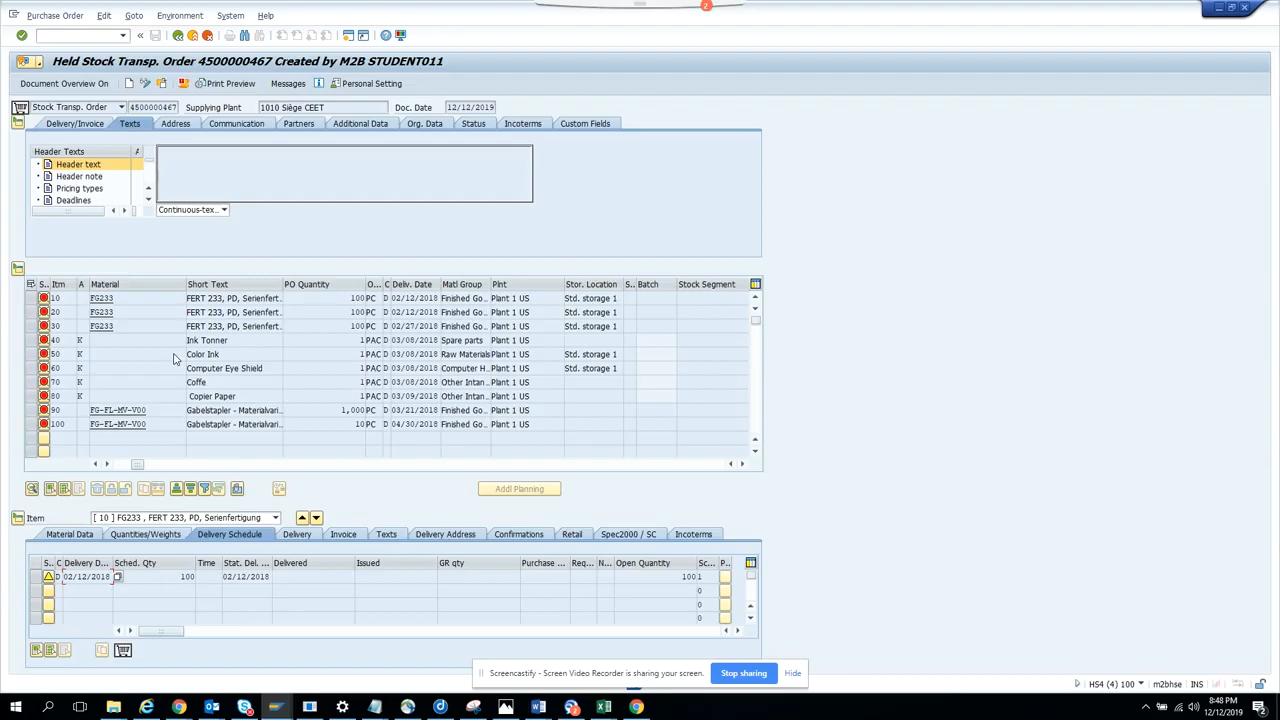 2
Purchase Order Edit Goto Environment System Help
Held Stock Transp. Order 4500000467 Created by M2B STUDENT011
Document Overview On Print Preview Messages Personal Setting
Stock Transp. Order 4500000467 Supplying Plant 1010 Siège CEET Doc. Date 12/12/2019
Delivery/Invoice Texts Address Communication Partners Additional Data Org. Data Status Incoterms Custom Fields
Header Texts A
Header text
Header note
Pricing types
Deadlines
Continuous-tex...
S.. Itm A Material Short Text PO Quantity O... C Deliv. Date Matl Group Plnt Stor. Location S.. Batch Stock Segment
10 FG233 FERT 233, PD, Serienfert.. 100 PC D 02/12/2018 Finished Go.. Plant 1 US Std. storage 1
20 FG233 FERT 233, PD, Serienfert.. 100 PC D 02/12/2018 Finished Go.. Plant 1 US Std. storage 1
30 FG233 FERT 233, PD, Serienfert.. 100 PC D 02/27/2018 Finished Go.. Plant 1 US Std. storage 1
40 K Ink Tonner 1 PAC D 03/08/2018 Spare parts Plant 1 US
50 K Color Ink 1 PAC D 03/08/2018 Raw Materials Plant 1 US Std. storage 1
60 K Computer Eye Shield 1 PAC D 03/08/2018 Computer H.. Plant 1 US Std. storage 1
70 K Coffe 1 PAC D 03/08/2018 Other Intan.. Plant 1 US
80 K Copier Paper 1 PAC D 03/09/2018 Other Intan.. Plant 1 US
90 FG-FL-MV-V00 Gabelstapler - Materialvari.. 1,000 PC D 03/21/2018 Finished Go.. Plant 1 US
100 FG-FL-MV-V00 Gabelstapler - Materialvari.. 10 PC D 04/30/2018 Finished Go.. Plant 1 US
Addl Planning
Item [ 10 ] FG233 , FERT 233, PD, Serienfertigung
Material Data Quantities/Weights Delivery Schedule Delivery Invoice Texts Delivery Address Confirmations Retail Spec2000 / SC Incoterms
S.. C Delivery D... Sched. Qty Time Stat. Del. ... Delivered Issued GR qty Purchase ... Req... N... Open Quantity Sc... P..
D 02/12/2018 100 02/12/2018 100 1
0
0
0
Screencastify - Screen Video Recorder is sharing your screen. Stop sharing Hide
HS4 (4) 100 m2bhse INS
8:48 PM
12/12/2019